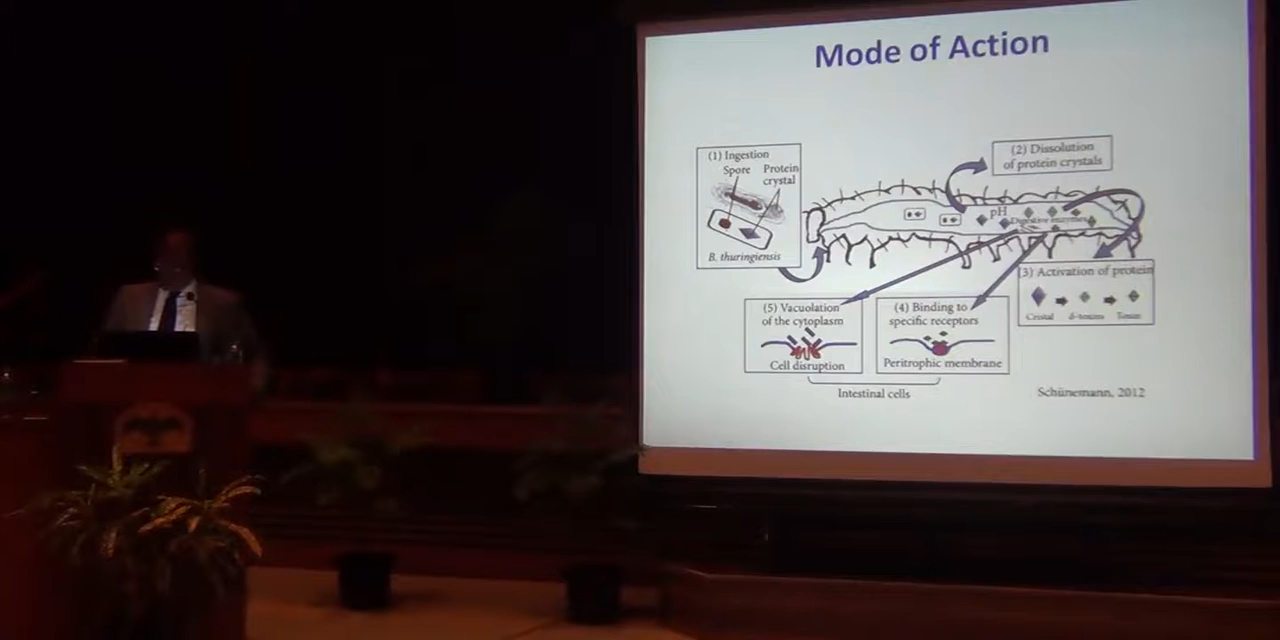 Mode of Action
(1) Ingestion
Spore Protein
crystal
B. thuringiensis
(2) Dissolution
of protein crystals
pH
Digestive enzymes
(3) Activation of protein
Cristal δ-toxins Toxin
(5) Vacuolation
of the cytoplasm
Cell disruption
(4) Binding to
specific receptors
Peritrophic membrane
Intestinal cells
Schünemann, 2012